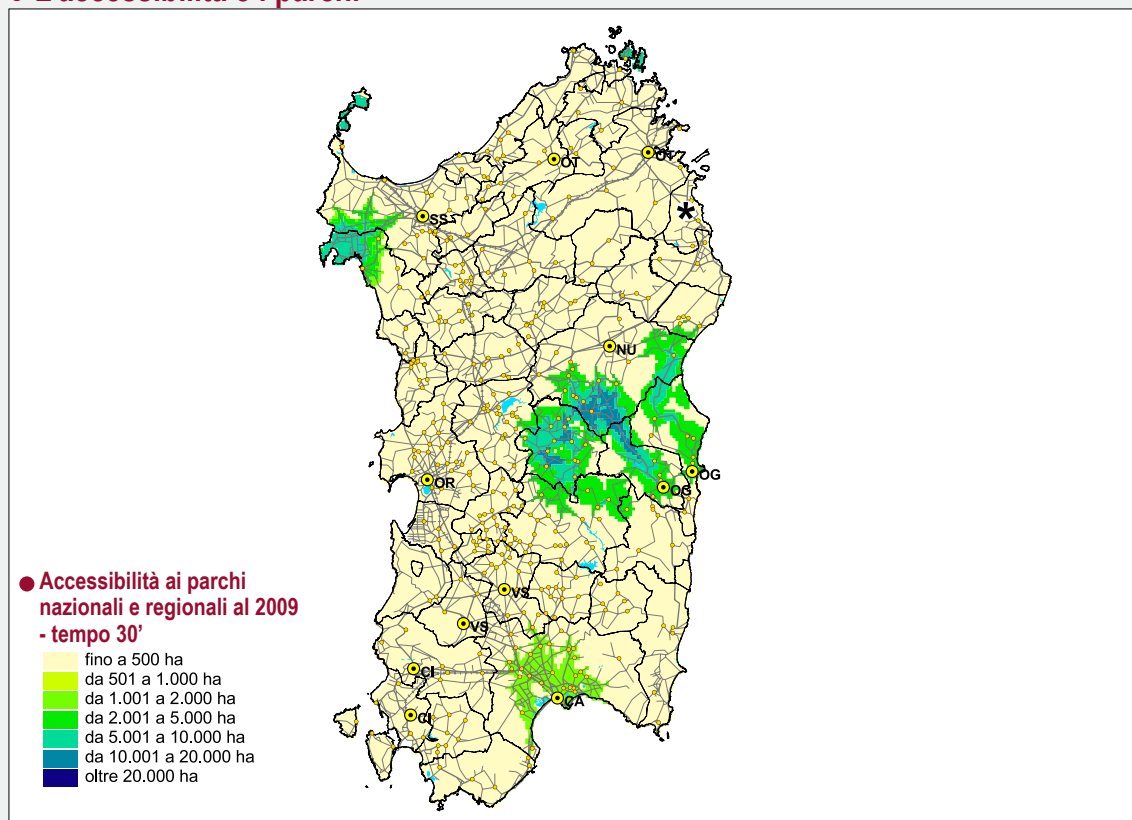 OT
OT
SS
*
NU
OG
OR
OG
VS
VS
CI
CA
CI
● Accessibilità ai parchi
nazionali e regionali al 2009
- tempo 30’
fino a 500 ha
da 501 a 1.000 ha
da 1.001 a 2.000 ha
da 2.001 a 5.000 ha
da 5.001 a 10.000 ha
da 10.001 a 20.000 ha
oltre 20.000 ha